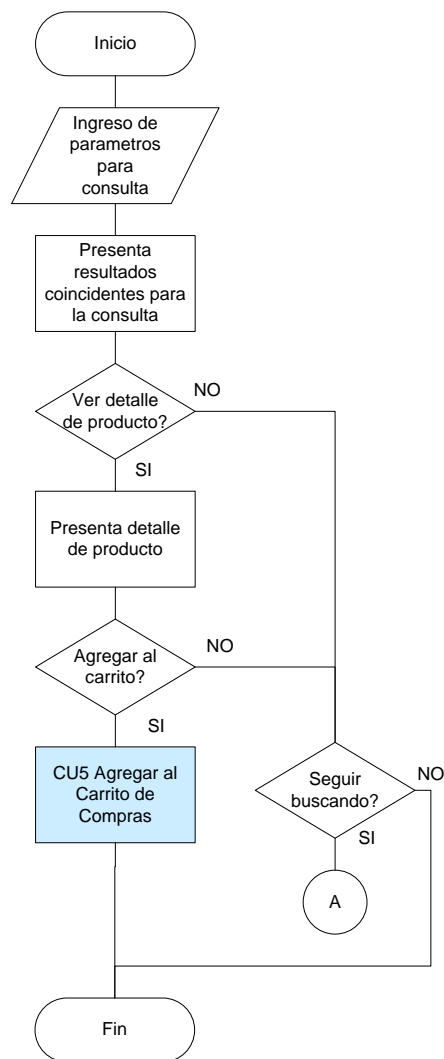 Inicio
Ingreso de
parametros
para
consulta
Presenta
resultados
coincidentes para
la consulta
Ver detalle
de producto?
NO
SI
Presenta detalle
de producto
Agregar al
carrito?
NO
SI
CU5 Agregar al
Carrito de
Compras
Seguir
buscando?
NO
SI
A
Fin